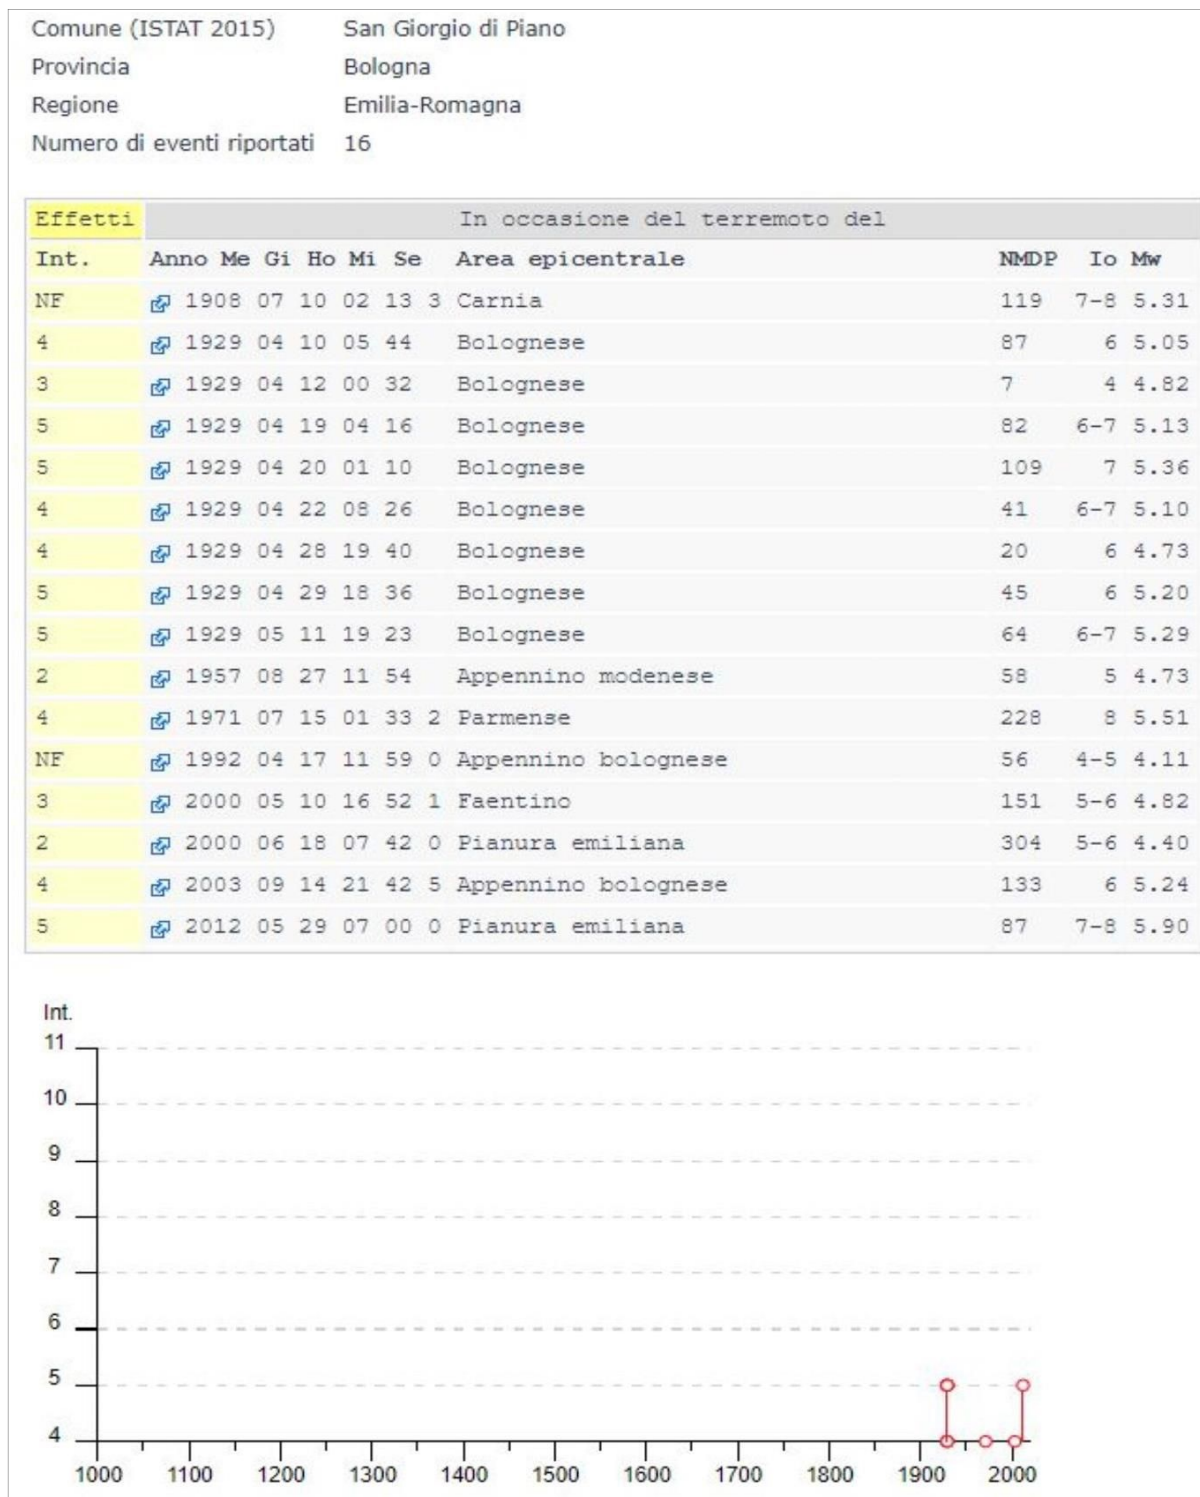 Comune (ISTAT 2015) San Giorgio di Piano
Provincia Bologna
Regione Emilia-Romagna
Numero di eventi riportati 16
Effetti In occasione del terremoto del
Int. Anno Me Gi Ho Mi Se Area epicentrale NMDP Io Mw
NF 1908 07 10 02 13 3 Carnia 119 7-8 5.31
4 1929 04 10 05 44 Bolognese 87 6 5.05
3 1929 04 12 00 32 Bolognese 7 4 4.82
5 1929 04 19 04 16 Bolognese 82 6-7 5.13
5 1929 04 20 01 10 Bolognese 109 7 5.36
4 1929 04 22 08 26 Bolognese 41 6-7 5.10
4 1929 04 28 19 40 Bolognese 20 6 4.73
5 1929 04 29 18 36 Bolognese 45 6 5.20
5 1929 05 11 19 23 Bolognese 64 6-7 5.29
2 1957 08 27 11 54 Appennino modenese 58 5 4.73
4 1971 07 15 01 33 2 Parmense 228 8 5.51
NF 1992 04 17 11 59 0 Appennino bolognese 56 4-5 4.11
3 2000 05 10 16 52 1 Faentino 151 5-6 4.82
2 2000 06 18 07 42 0 Pianura emiliana 304 5-6 4.40
4 2003 09 14 21 42 5 Appennino bolognese 133 6 5.24
5 2012 05 29 07 00 0 Pianura emiliana 87 7-8 5.90
Int.
11
10
9
8
7
6
5
4
1000 1100 1200 1300 1400 1500 1600 1700 1800 1900 2000